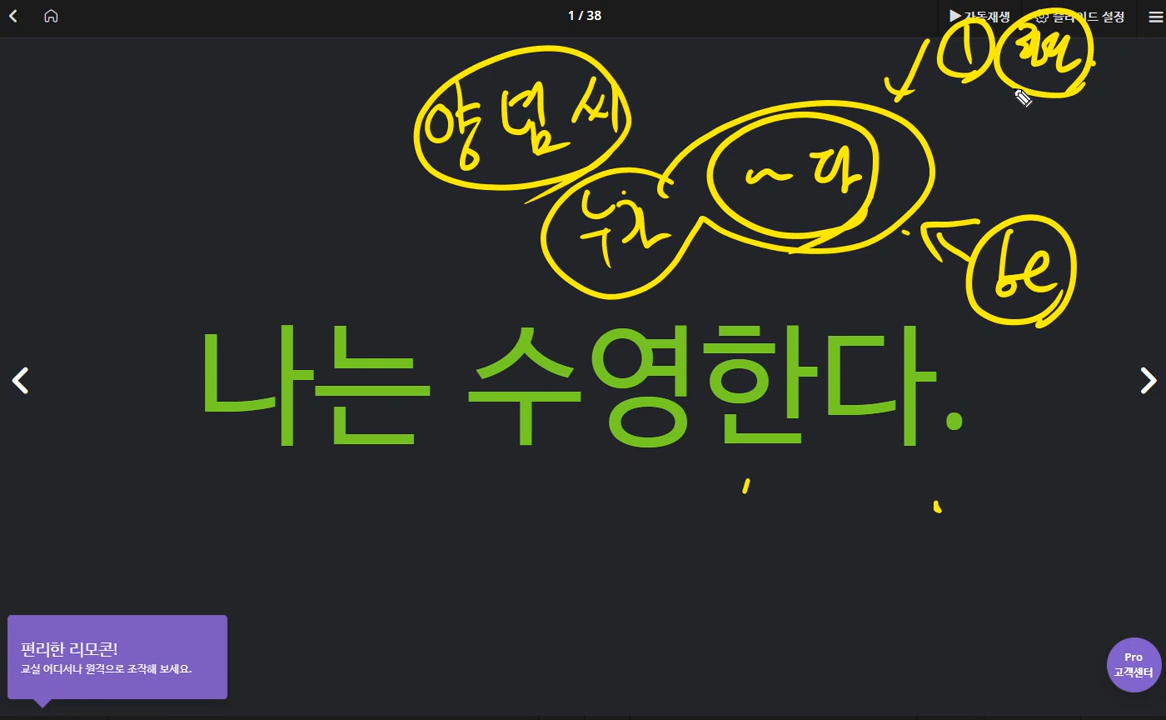 1 / 38
자동재생
슬라이드 설정
①
양념씨
~다
be
나는 수영한다.
편리한 리모콘!
교실 어디서나 원격으로 조작해 보세요.
Pro
고객센터